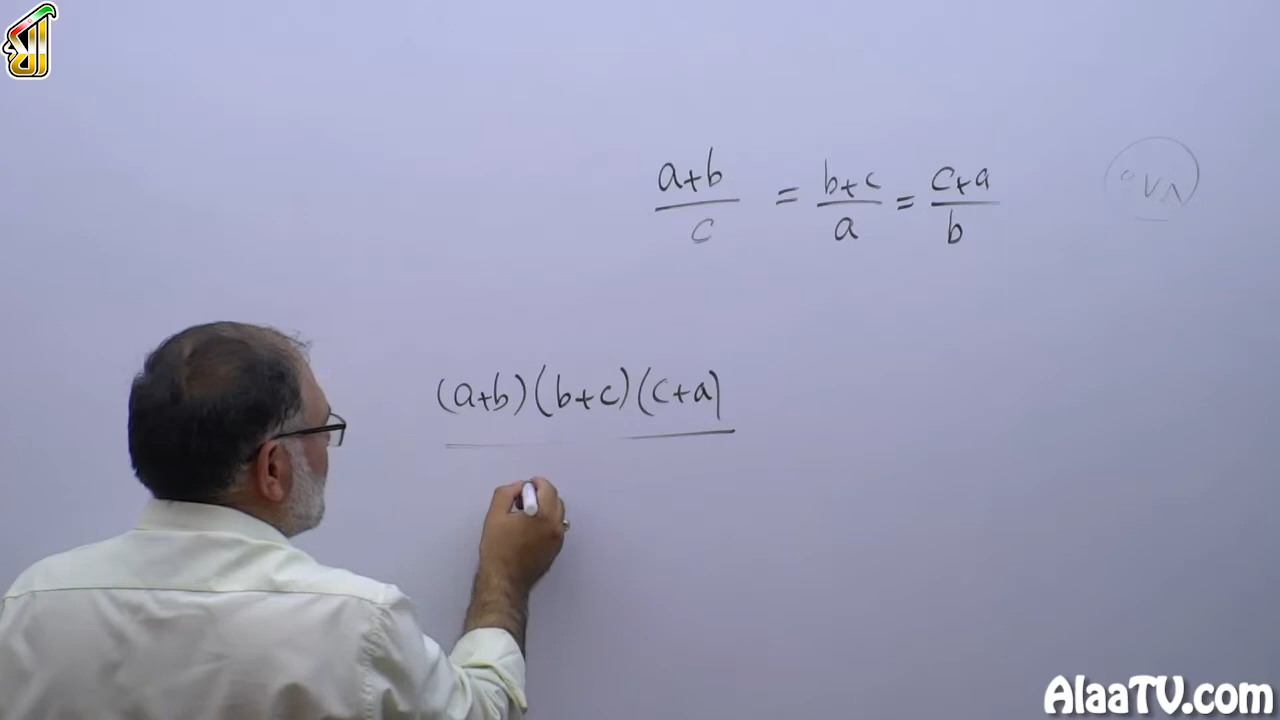 a+b / c = b+c / a = c+a / b
(a+b)(b+c)(c+a)
AlaaTV.com